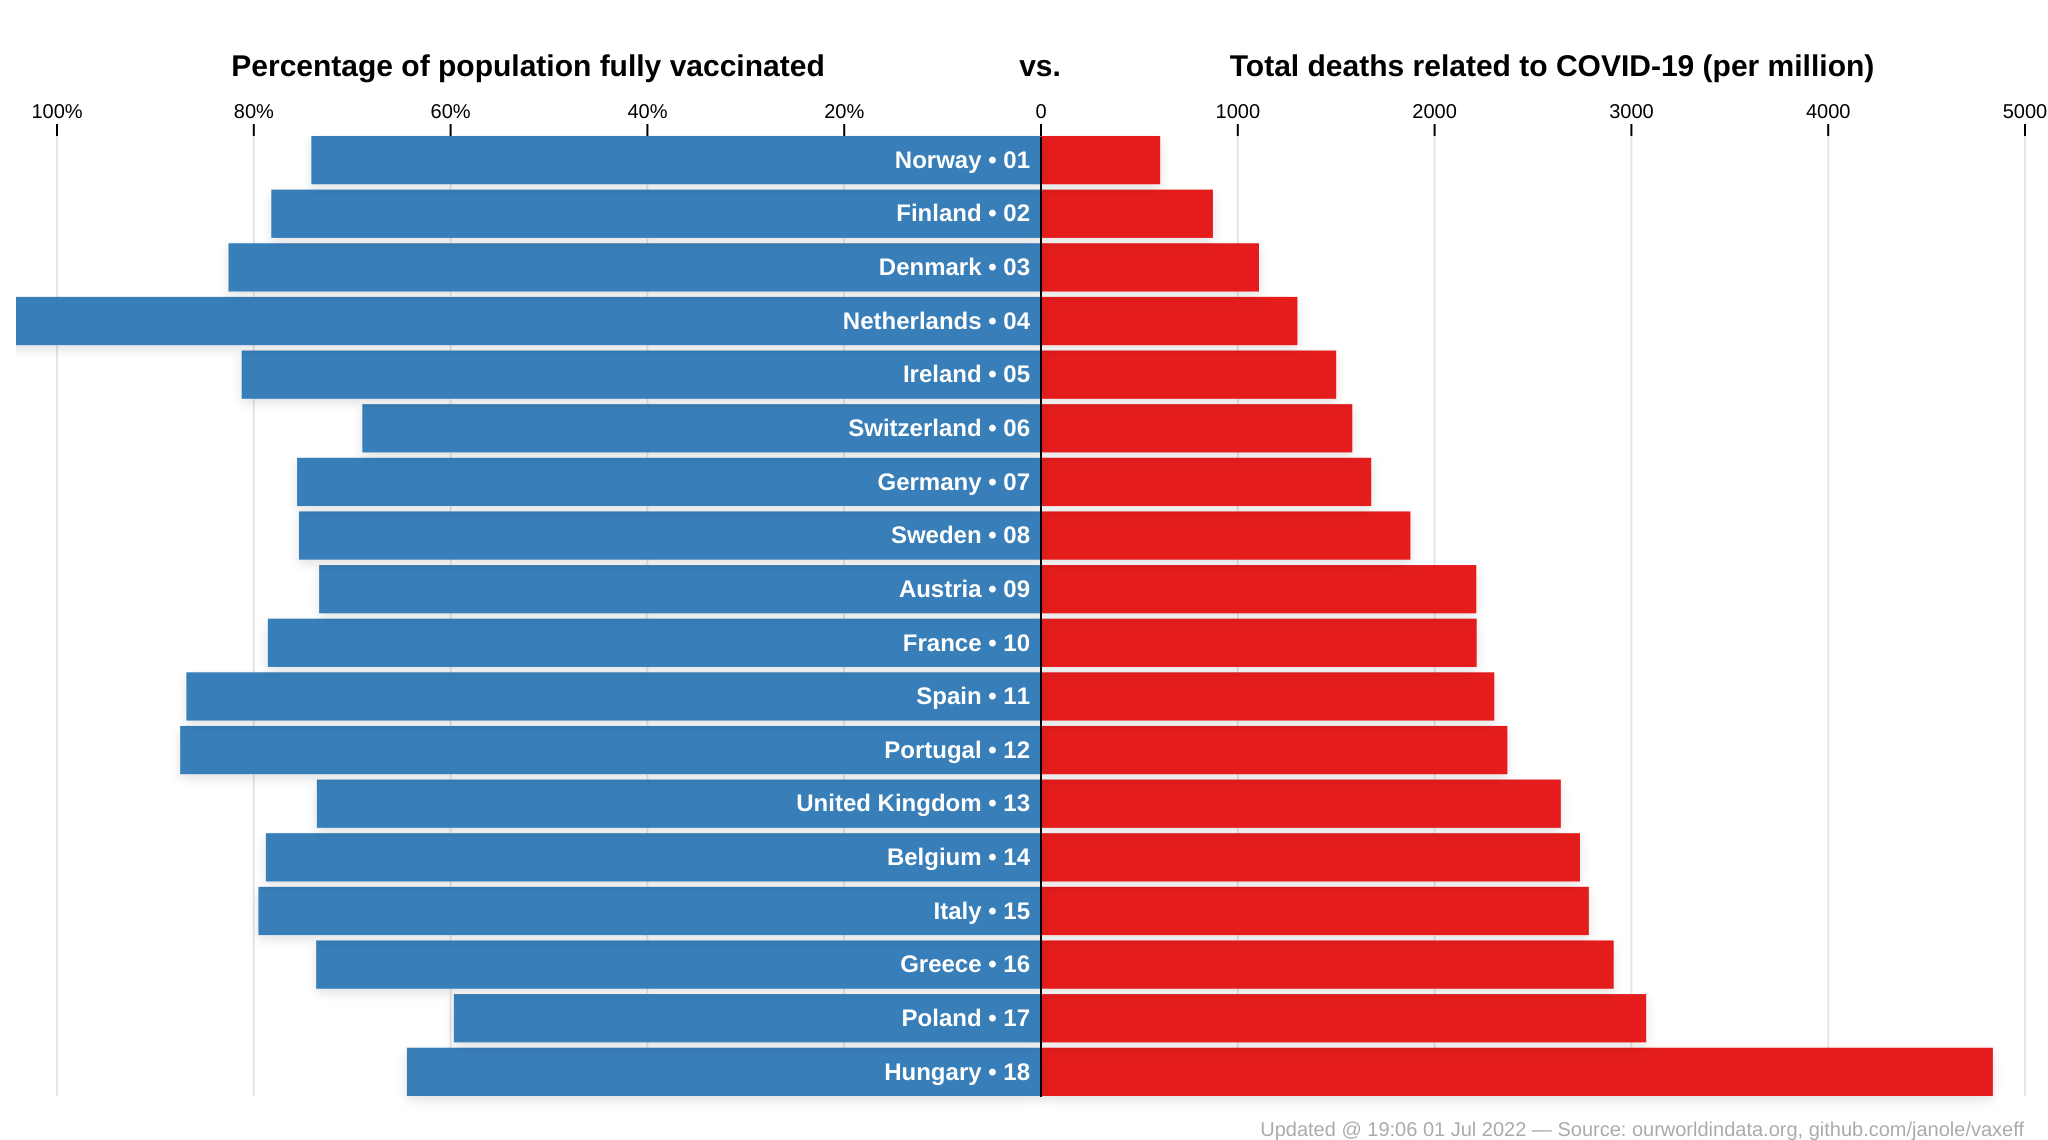 Percentage of population fully vaccinated vs. Total deaths related to COVID-19 (per million)
100% 80% 60% 40% 20% 0 1000 2000 3000 4000 5000
Norway • 01
Finland • 02
Denmark • 03
Netherlands • 04
Ireland • 05
Switzerland • 06
Germany • 07
Sweden • 08
Austria • 09
France • 10
Spain • 11
Portugal • 12
United Kingdom • 13
Belgium • 14
Italy • 15
Greece • 16
Poland • 17
Hungary • 18
Updated @ 19:06 01 Jul 2022 — Source: ourworldindata.org, github.com/janole/vaxeff